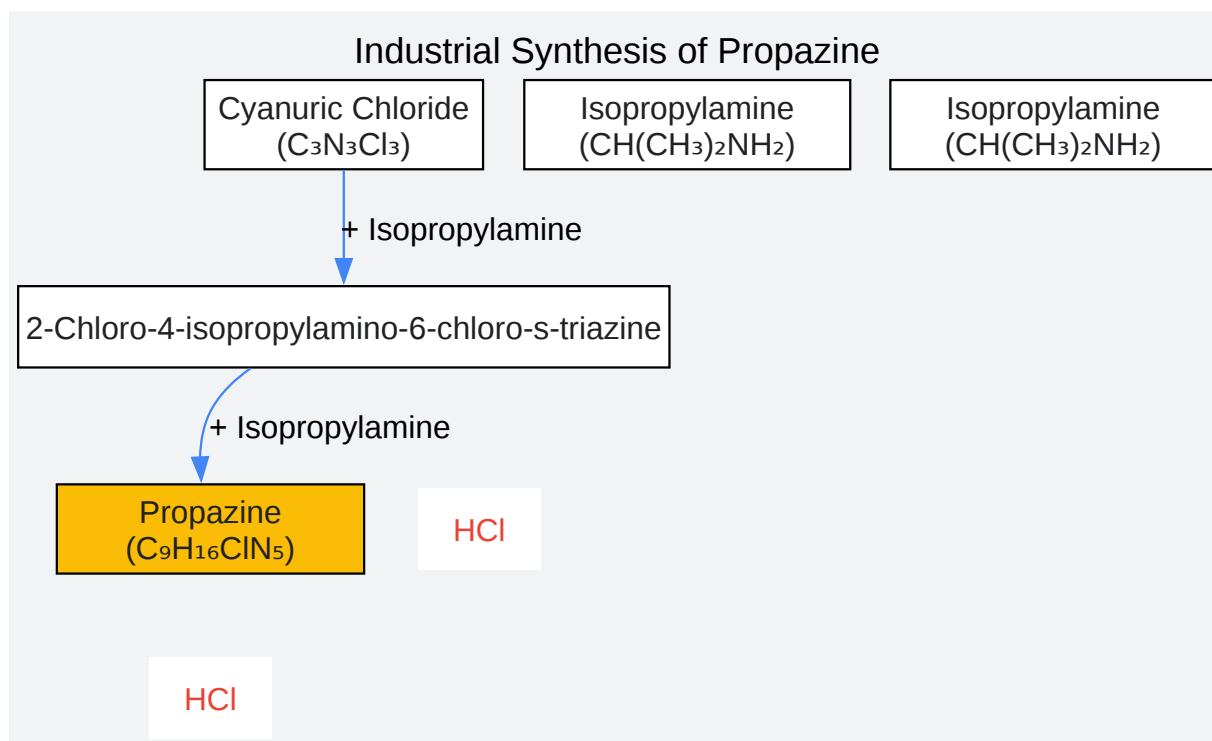 Industrial Synthesis of Propazine
Cyanuric Chloride
(C₃N₃Cl₃)
Isopropylamine
(CH(CH₃)₂NH₂)
Isopropylamine
(CH(CH₃)₂NH₂)
+ Isopropylamine
2-Chloro-4-isopropylamino-6-chloro-s-triazine
+ Isopropylamine
Propazine
(C₉H₁₆ClN₅)
HCl
HCl